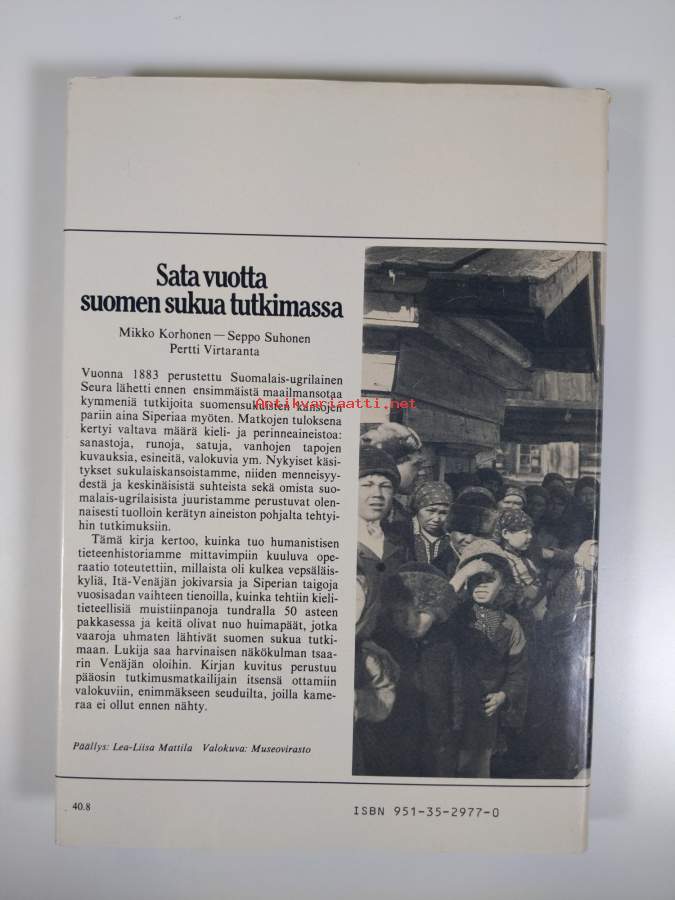 Sata vuotta
suomen sukua tutkimassa
Mikko Korhonen — Seppo Suhonen
Pertti Virtaranta
Vuonna 1883 perustettu Suomalais-ugrilainen
Seura lähetti ennen ensimmäistä maailmansotaa
kymmeniä tutkijoita suomensukuisten kansojen
pariin aina Siperiaa myöten. Matkojen tuloksena
kertyi valtava määrä kieli- ja perinneaineistoa:
sanastoja, runoja, satuja, vanhojen tapojen
kuvauksia, esineitä, valokuvia ym. Nykyiset käsi-
tykset sukulaiskansoistamme, niiden menneisyy-
destä ja keskinäisistä suhteista sekä omista suo-
malais-ugrilaisista juuristamme perustuvat olen-
naisesti tuolloin kerätyn aineiston pohjalta tehtyi-
hin tutkimuksiin.
Tämä kirja kertoo, kuinka tuo humanistisen
tieteenhistoriamme mittavimpiin kuuluva ope-
raatio toteutettiin, millaista oli kulkea vepsäläis-
kyliä, Itä-Venäjän jokivarsia ja Siperian taigoja
vuosisadan vaihteen tienoilla, kuinka tehtiin kieli-
tieteellisiä muistiinpanoja tundralla 50 asteen
pakkasessa ja keitä olivat nuo huimapäät, jotka
vaaroja uhmaten lähtivät suomen sukua tutki-
maan. Lukija saa harvinaisen näkökulman tsaa-
rin Venäjän oloihin. Kirjan kuvitus perustuu
pääosin tutkimusmatkailijain itsensä ottamiin
valokuviin, enimmäkseen seuduilta, joilla kame-
raa ei ollut ennen nähty.
Antikvariaatti.net
Päällys: Lea-Liisa Mattila Valokuva: Museovirasto
40.8
ISBN 951-35-2977-0